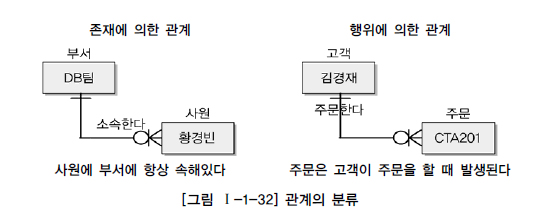 존재에 의한 관계
부서
DB팀
소속한다
사원
황경빈
사원에 부서에 항상 속해있다
행위에 의한 관계
고객
김경재
주문한다
주문
CTA201
주문은 고객이 주문을 할 때 발생된다
[그림 Ⅰ-1-32] 관계의 분류